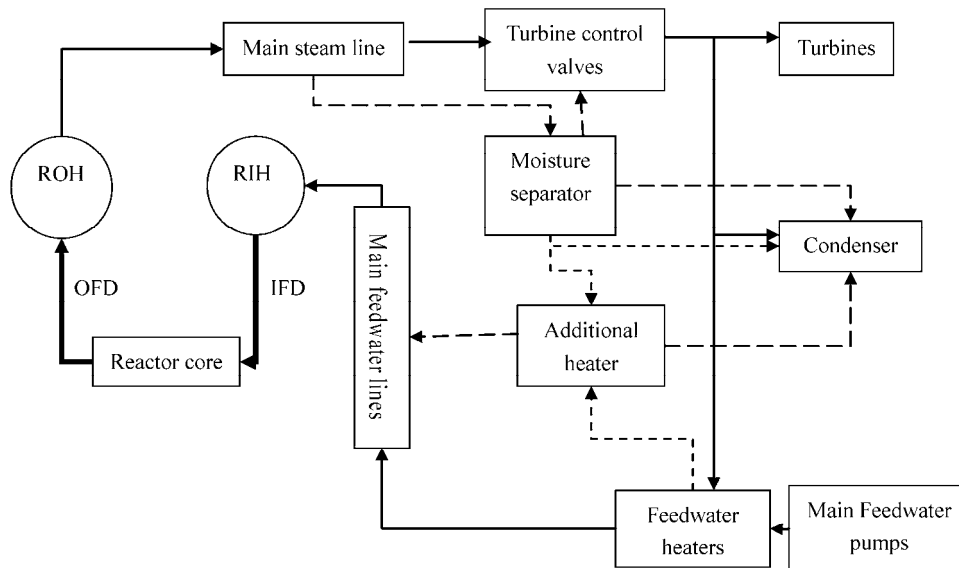 Main steam line
Turbine control
valves
Turbines
ROH
RIH
Moisture
separator
Main feedwater lines
Condenser
OFD
IFD
Additional
heater
Reactor core
Feedwater
heaters
Main Feedwater
pumps